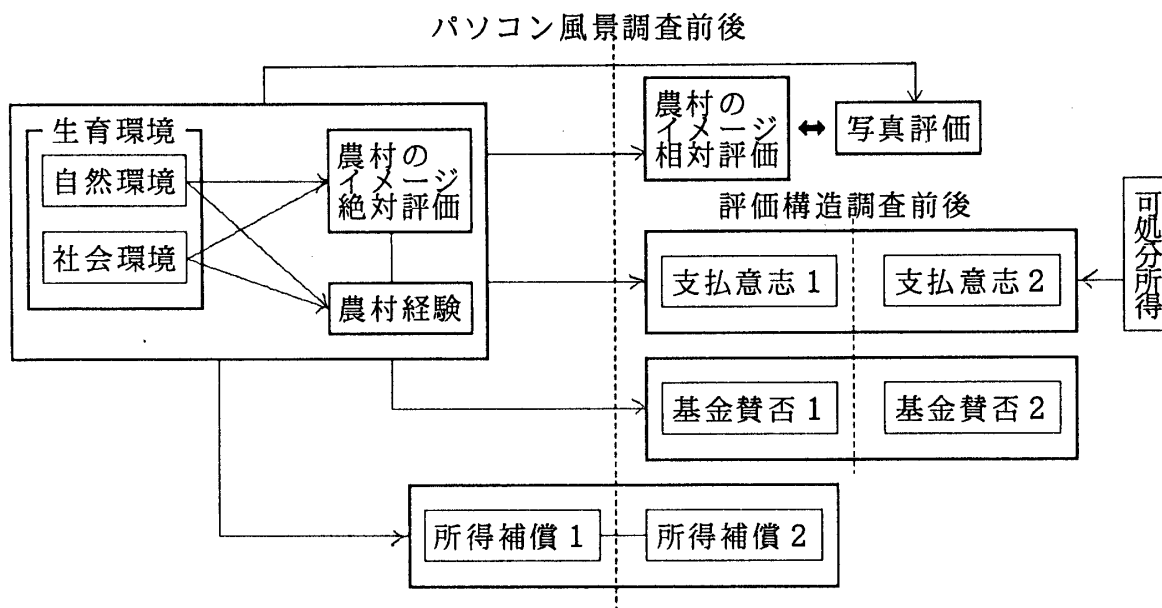 パソコン風景調査前後
生育環境
自然環境
社会環境
農村の
イメージ
絶対評価
農村経験
農村の
イメージ
相対評価
写真評価
評価構造調査前後
支払意志1
支払意志2
可処分所得
基金賛否1
基金賛否2
所得補償1
所得補償2